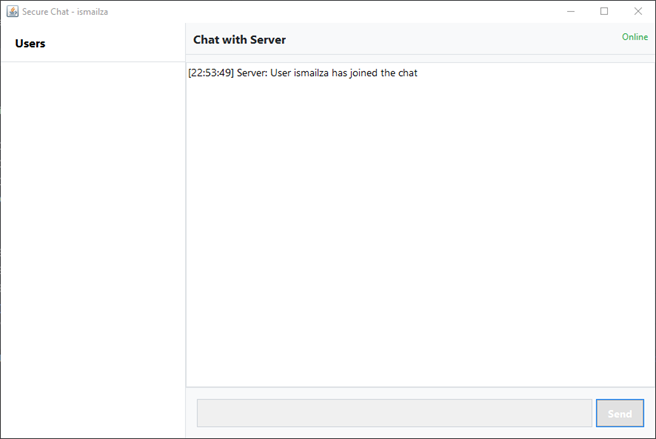 Secure Chat - ismailza
Users
Chat with Server
Online
[22:53:49] Server: User ismailza has joined the chat
Send